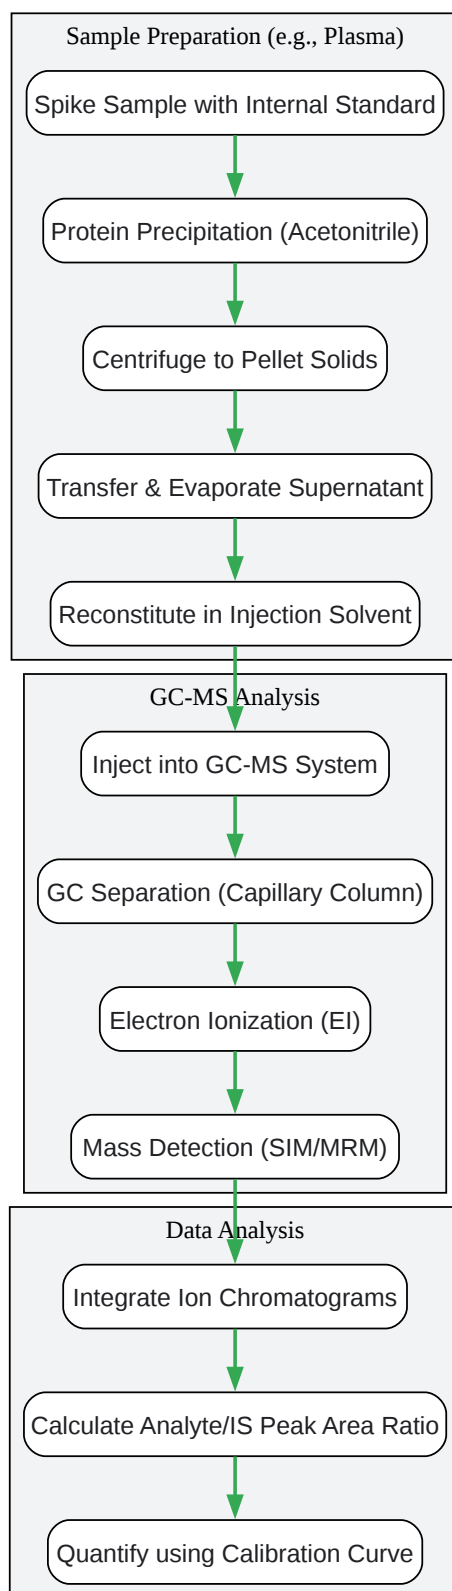 Sample Preparation (e.g., Plasma)
Spike Sample with Internal Standard
Protein Precipitation (Acetonitrile)
Centrifuge to Pellet Solids
Transfer & Evaporate Supernatant
Reconstitute in Injection Solvent
GC-MS Analysis
Inject into GC-MS System
GC Separation (Capillary Column)
Electron Ionization (EI)
Mass Detection (SIM/MRM)
Data Analysis
Integrate Ion Chromatograms
Calculate Analyte/IS Peak Area Ratio
Quantify using Calibration Curve